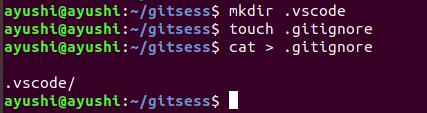 ayushi@ayushi:~/gitsess$ mkdir .vscode
ayushi@ayushi:~/gitsess$ touch .gitignore
ayushi@ayushi:~/gitsess$ cat > .gitignore
.vscode/
ayushi@ayushi:~/gitsess$